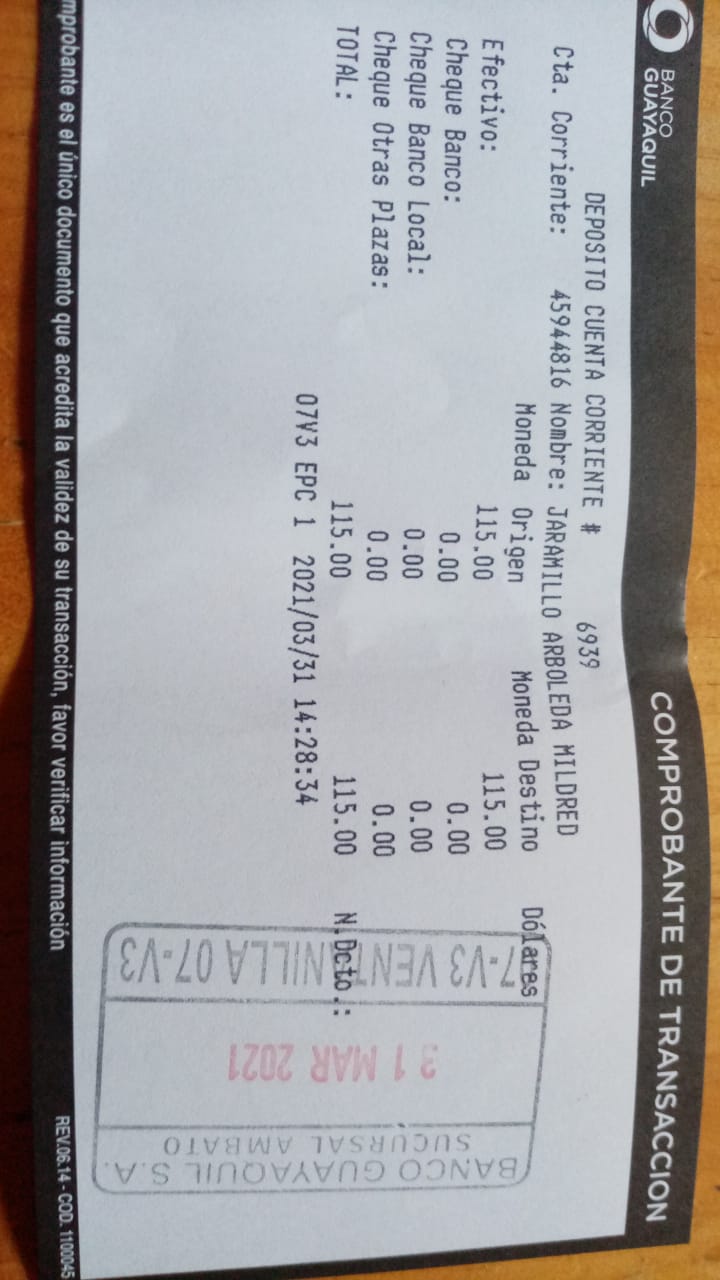 BANCO
GUAYAQUIL
COMPROBANTE DE TRANSACCION
DEPOSITO CUENTA CORRIENTE # 6939
Cta. Corriente: 45944816 Nombre: JARAMILLO ARBOLEDA MILDRED
Moneda Origen Moneda Destino Dólares
Efectivo: 115.00 115.00
Cheque Banco: 0.00 0.00
Cheque Banco Local: 0.00 0.00
Cheque Otras Plazas: 0.00 0.00
TOTAL: 115.00 115.00 N.Dcto.:
07V3 EPC 1 2021/03/31 14:28:34
BANCO GUAYAQUIL S.A.
SUCURSAL AMBATO
31 MAR 2021
7-V3 VENTANILLA 07-V3
mprobante es el único documento que acredita la validez de su transacción, favor verificar información
REV.06.14 - COD. 1100045